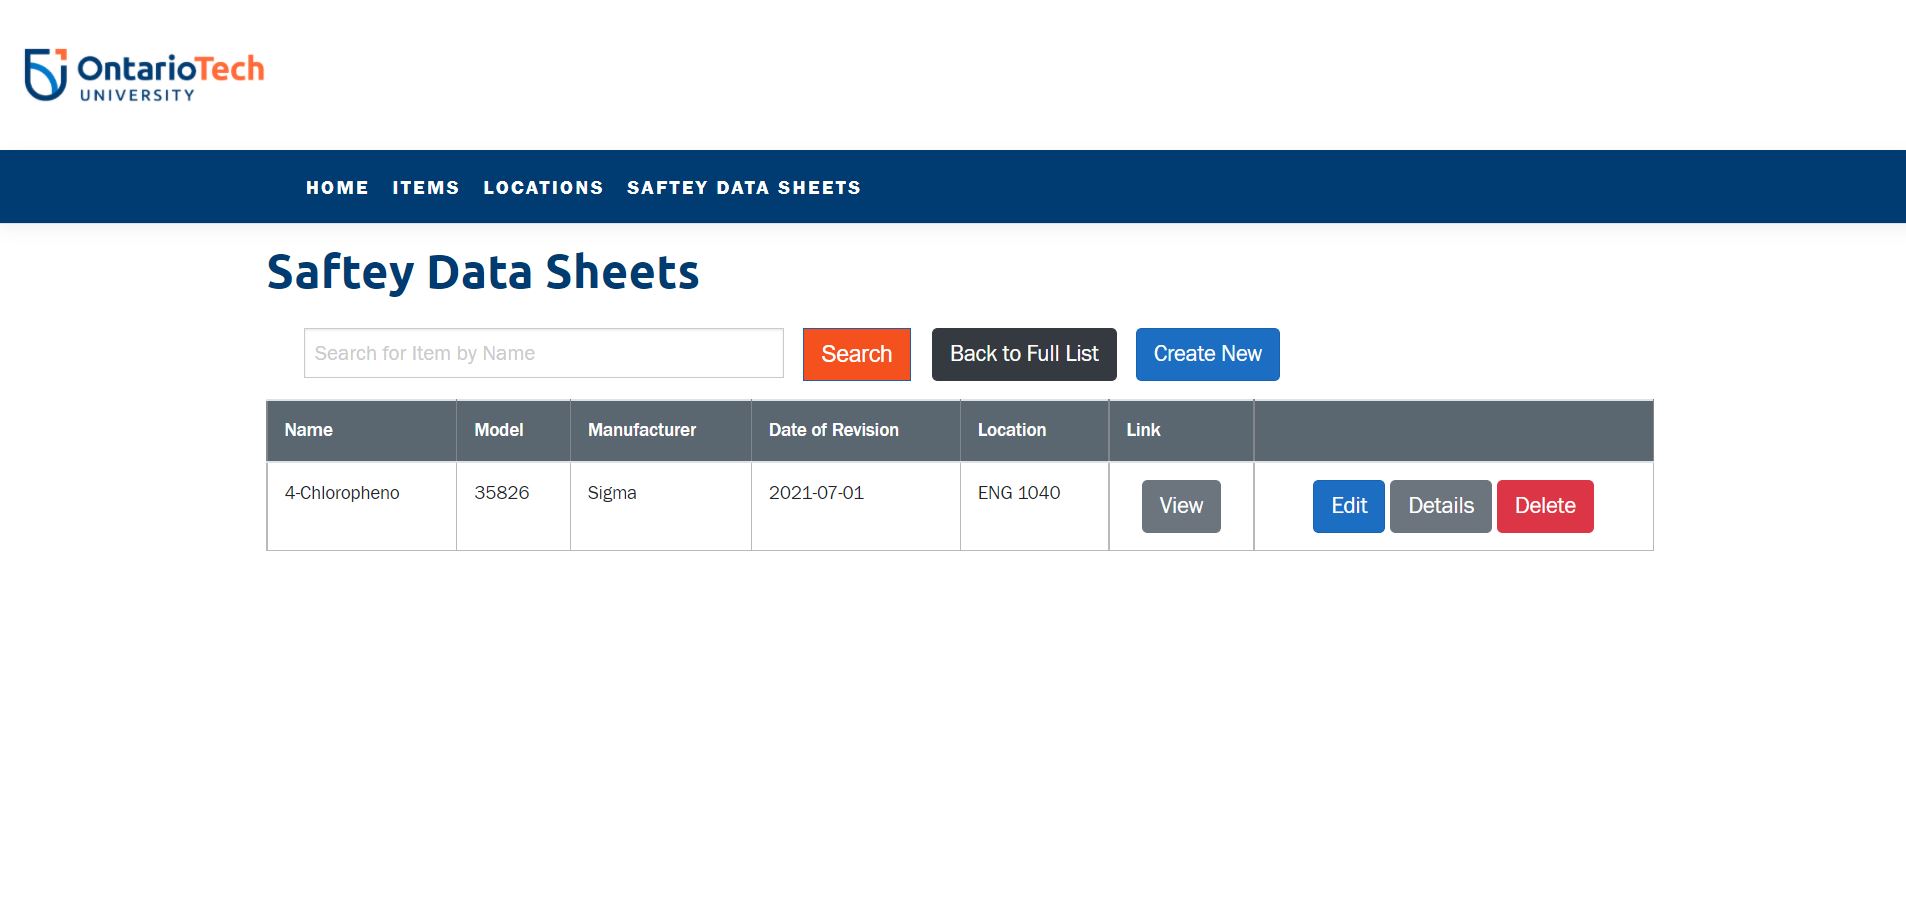 OntarioTech
UNIVERSITY
HOME ITEMS LOCATIONS SAFTEY DATA SHEETS
Saftey Data Sheets
Search for Item by Name Search Back to Full List Create New
Name Model Manufacturer Date of Revision Location Link
4-Chloropheno 35826 Sigma 2021-07-01 ENG 1040 View Edit Details Delete